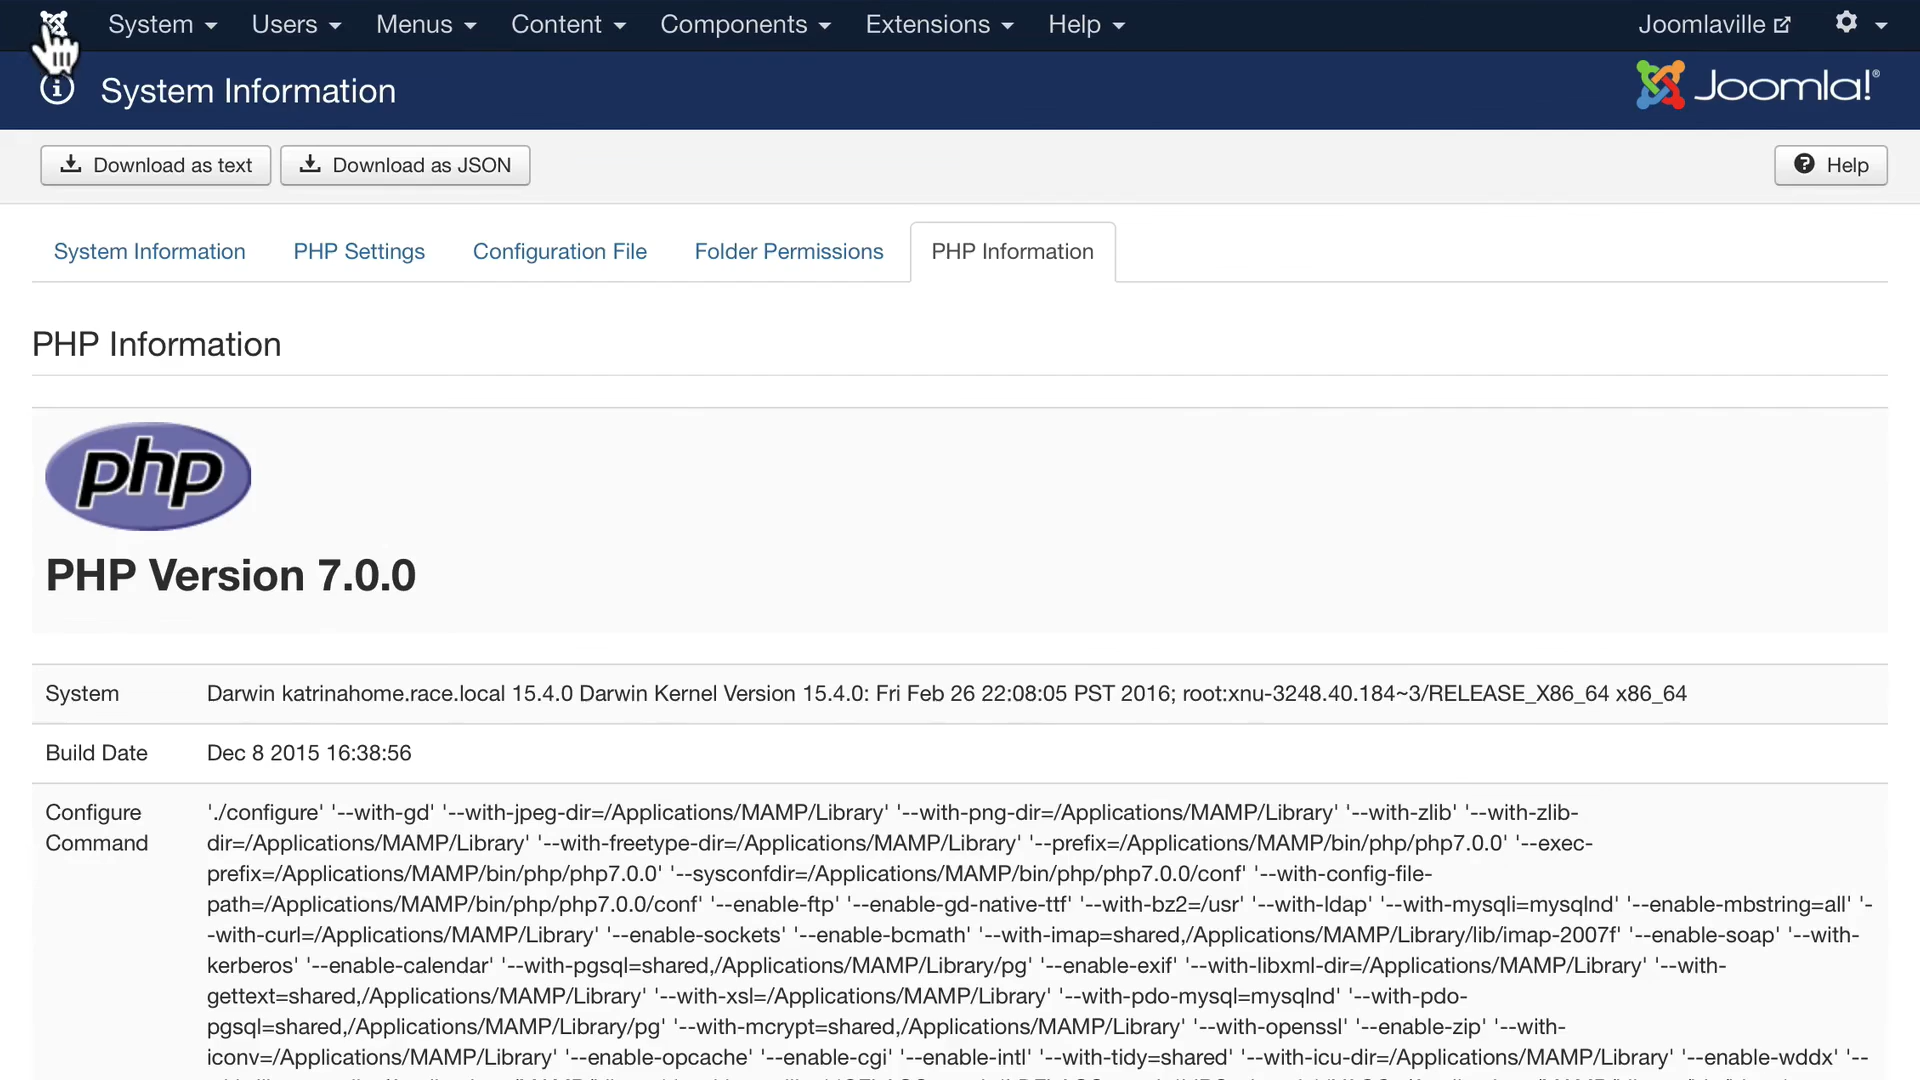 System Users Menus Content Components Extensions Help Joomlaville
System Information Joomla!®
Download as text Download as JSON Help
System Information PHP Settings Configuration File Folder Permissions PHP Information
PHP Information
php
PHP Version 7.0.0
System Darwin katrinahome.race.local 15.4.0 Darwin Kernel Version 15.4.0: Fri Feb 26 22:08:05 PST 2016; root:xnu-3248.40.184~3/RELEASE_X86_64 x86_64
Build Date Dec 8 2015 16:38:56
Configure './configure' '--with-gd' '--with-jpeg-dir=/Applications/MAMP/Library' '--with-png-dir=/Applications/MAMP/Library' '--with-zlib' '--with-zlib-
Command dir=/Applications/MAMP/Library' '--with-freetype-dir=/Applications/MAMP/Library' '--prefix=/Applications/MAMP/bin/php/php7.0.0' '--exec-
prefix=/Applications/MAMP/bin/php/php7.0.0' '--sysconfdir=/Applications/MAMP/bin/php/php7.0.0/conf' '--with-config-file-
path=/Applications/MAMP/bin/php/php7.0.0/conf' '--enable-ftp' '--enable-gd-native-ttf' '--with-bz2=/usr' '--with-ldap' '--with-mysqli=mysqlnd' '--enable-mbstring=all' '-
-with-curl=/Applications/MAMP/Library' '--enable-sockets' '--enable-bcmath' '--with-imap=shared,/Applications/MAMP/Library/lib/imap-2007f' '--enable-soap' '--with-
kerberos' '--enable-calendar' '--with-pgsql=shared,/Applications/MAMP/Library/pg' '--enable-exif' '--with-libxml-dir=/Applications/MAMP/Library' '--with-
gettext=shared,/Applications/MAMP/Library' '--with-xsl=/Applications/MAMP/Library' '--with-pdo-mysql=mysqlnd' '--with-pdo-
pgsql=shared,/Applications/MAMP/Library/pg' '--with-mcrypt=shared,/Applications/MAMP/Library' '--with-openssl' '--enable-zip' '--with-
iconv=/Applications/MAMP/Library' '--enable-opcache' '--enable-cgi' '--enable-intl' '--with-tidy=shared' '--with-icu-dir=/Applications/MAMP/Library' '--enable-wddx' '--